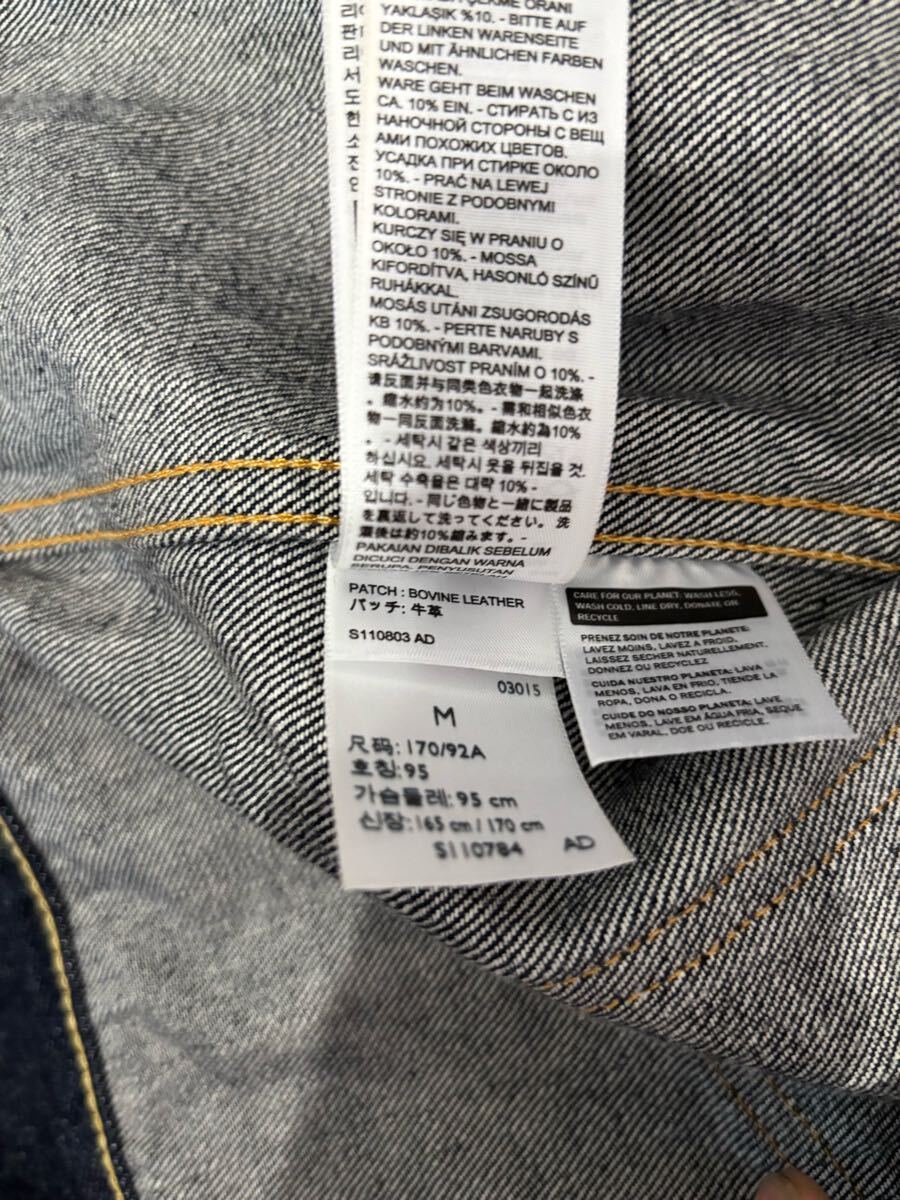 YAKLAŞIK %10. - BITTE AUF
DER LINKEN WARENSEITE
UND MIT ÄHNLICHEN FARBEN
WASCHEN.
WARE GEHT BEIM WASCHEN
CA. 10% EIN. - СТИРАТЬ С ИЗ
НАНОЧНОЙ СТОРОНЫ С ВЕЩ
АМИ ПОХОЖИХ ЦВЕТОВ.
УСАДКА ПРИ СТИРКЕ ОКОЛО
10%. - PRAĆ NA LEWEJ
STRONIE Z PODOBNYMI
KOLORAMI.
KURCZY SIĘ W PRANIU O
OKOŁO 10%. - MOSSA
KIFORDÍTVA, HASONLÓ SZÍNŰ
RUHÁKKAL.
MOSÁS UTÁNI ZSUGORODÁS
KB 10%. - PERTE NARUBY S
PODOBNÝMI BARVAMI.
SRÁŽLIVOST PRANÍM O 10%. -
请反面并与同类色衣物一起洗涤
。缩水约为10%。- 需和相似色衣
物一同反面洗滌。縮水約為10%
。- 세탁시 같은 색상끼리
하십시요. 세탁시 옷을 뒤집을 것.
세탁 수축율은 대략 10% -
입니다. - 同じ色物と一緒に製品
を裏返して洗ってください。 洗
濯後は約10%縮みます。-
PAKAIAN DIBALIK SEBELUM
DICUCI DENGAN WARNA
SERUPA. PENYUSUTAN
PATCH : BOVINE LEATHER
パッチ: 牛革
S110803 AD
03015
M
尺码: 170/92A
호칭: 95
가슴둘레: 95 cm
신장: 165 cm / 170 cm
S110784 AD
CARE FOR OUR PLANET: WASH LESS,
WASH COLD, LINE DRY, DONATE OR
RECYCLE
PRENEZ SOIN DE NOTRE PLANETE:
LAVEZ MOINS, LAVEZ A FROID,
LAISSEZ SECHER NATURELLEMENT,
DONNEZ OU RECYCLEZ
CUIDA NUESTRO PLANETA: LAVA
MENOS, LAVA EN FRIO, TIENDE LA
ROPA, DONA O RECICLA.
CUIDE DO NOSSO PLANETA: LAVE
MENOS, LAVE EM ÁGUA FRIA, SEQUE
EM VARAL, DOE OU RECICLE.